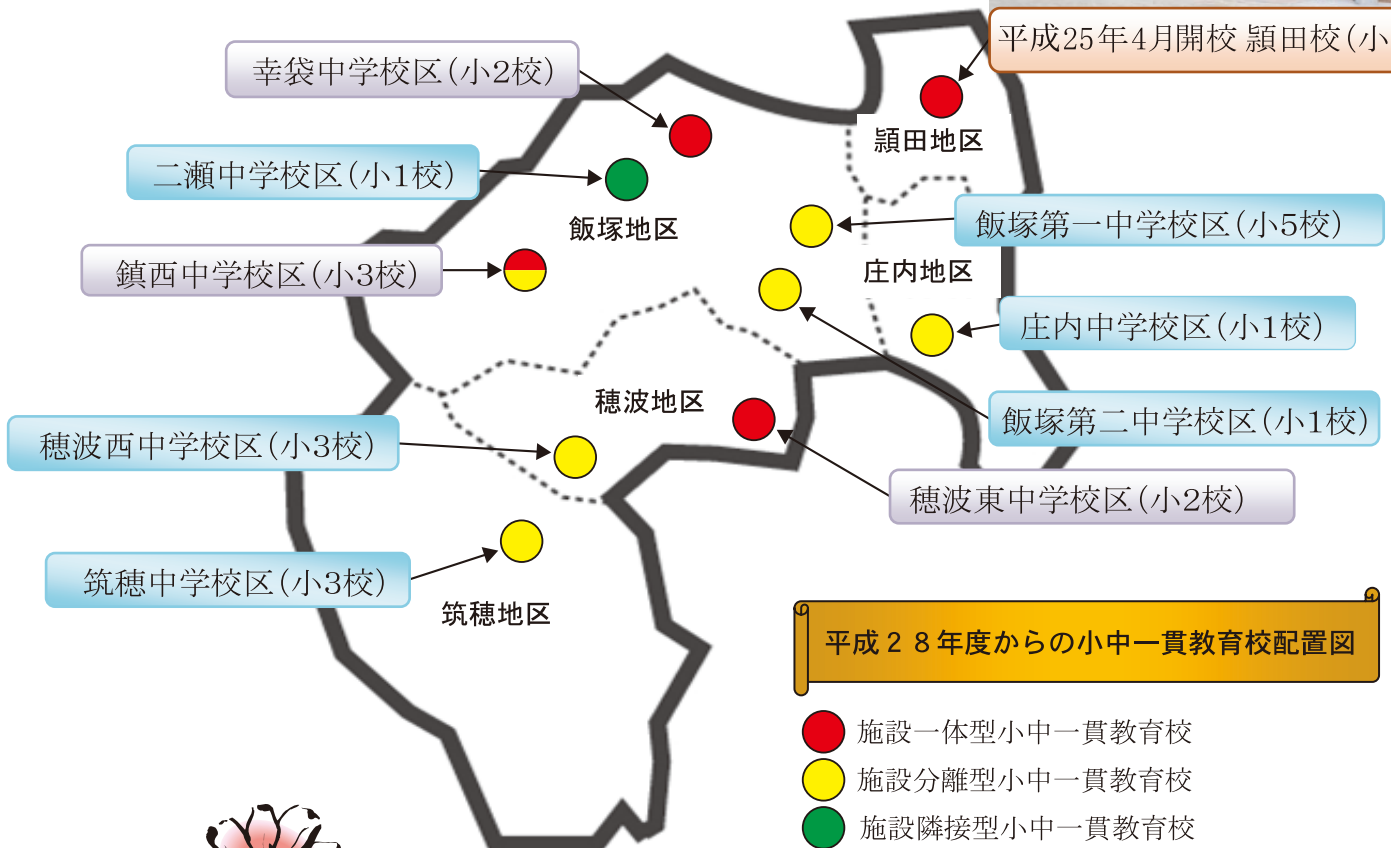 平成25年4月開校 頴田校(小
幸袋中学校区(小2校)
頴田地区
二瀬中学校区(小1校)
飯塚地区
飯塚第一中学校区(小5校)
鎮西中学校区(小3校)
庄内地区
庄内中学校区(小1校)
穂波地区
飯塚第二中学校区(小1校)
穂波西中学校区(小3校)
穂波東中学校区(小2校)
筑穂中学校区(小3校)
筑穂地区
平成28年度からの小中一貫教育校配置図
施設一体型小中一貫教育校
施設分離型小中一貫教育校
施設隣接型小中一貫教育校